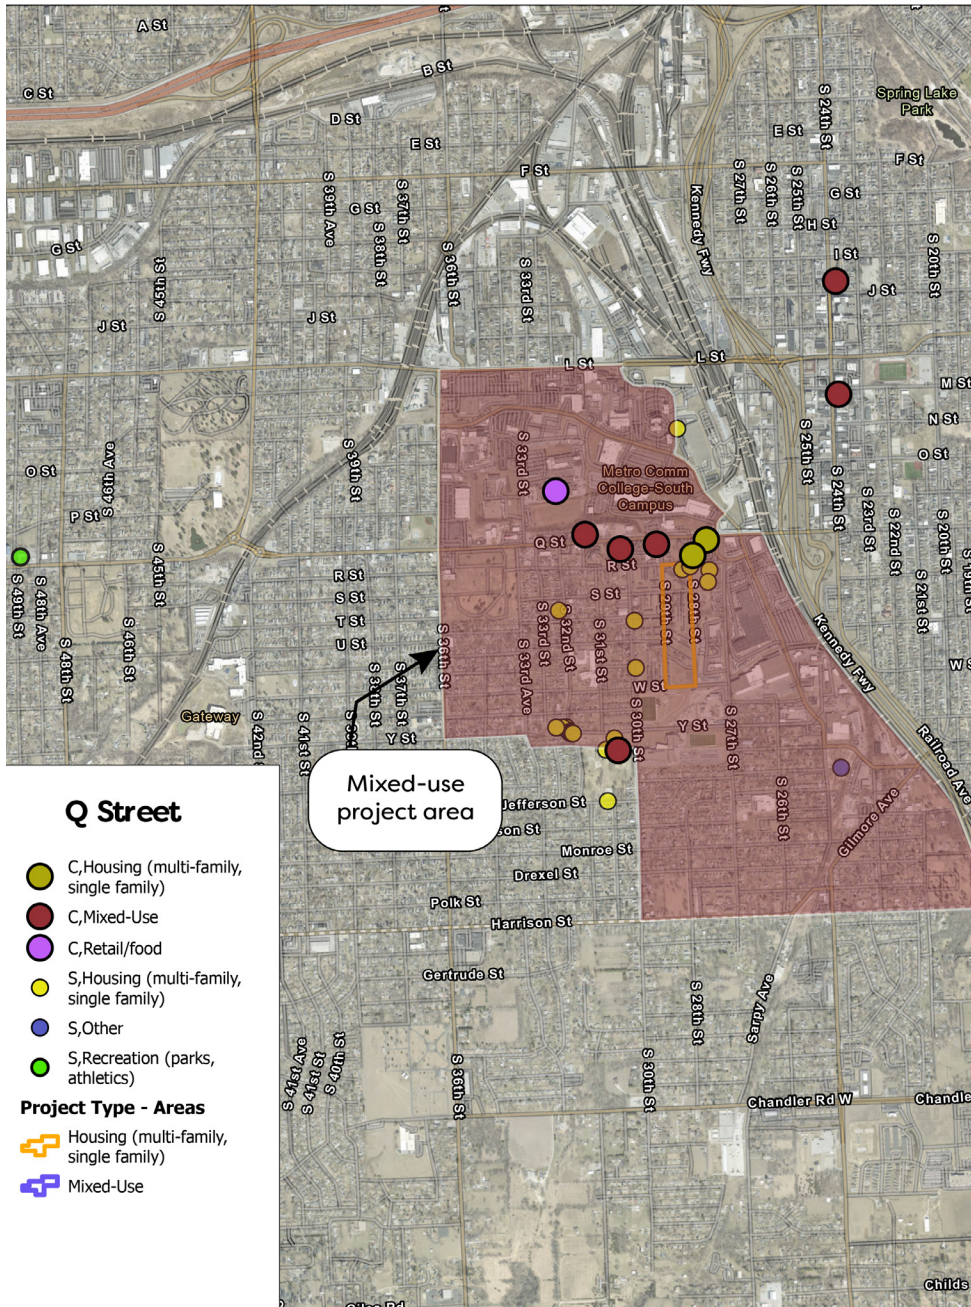 A St
B St
C St
D St
E St
F St
Spring Lake
Park
S 24th St
E St
F St
S 39th Ave
S 37th St
G St
S 38th St
G St
S 27th St
S 26th St
S 25th St
G St
H St
Kennedy Fwy
I St
S 20th St
J St
S 45th St
S 36th St
S 33rd St
J St
J St
L St
L St
M St
N St
O St
S 25th St
S 24th St
S 23rd St
S 22nd St
S 20th St
S 21st St
O St
S 46th Ave
P St
S 39th St
S 33rd St
Metro Comm
College-South
Campus
Q St
R St
S St
S 49th St
S 48th Ave
S 48th St
S 45th St
S 46th St
R St
S St
T St
U St
S 36th St
S 33rd St
S 32nd St
S 33rd Ave
S 31st St
S 28th St
W St
S 30th St
Y St
S 27th St
Kennedy Fwy
Railroad Ave
S 37th St
Y St
Gateway
S 42nd
S 41st St
S 26th St
Gilmore Ave
Mixed-use
project area
Jefferson St
son St
Monroe St
Drexel St
Polk St
Harrison St
Gertrude St
S 28th St
Sarpy Ave
S 41st Ave
S 41st St
S 40th St
S 36th St
S 30th St
Chandler Rd W
Chandle
Childs
Q Street
C,Housing (multi-family,
single family)
C,Mixed-Use
C,Retail/food
S,Housing (multi-family,
single family)
S,Other
S,Recreation (parks,
athletics)
Project Type - Areas
Housing (multi-family,
single family)
Mixed-Use